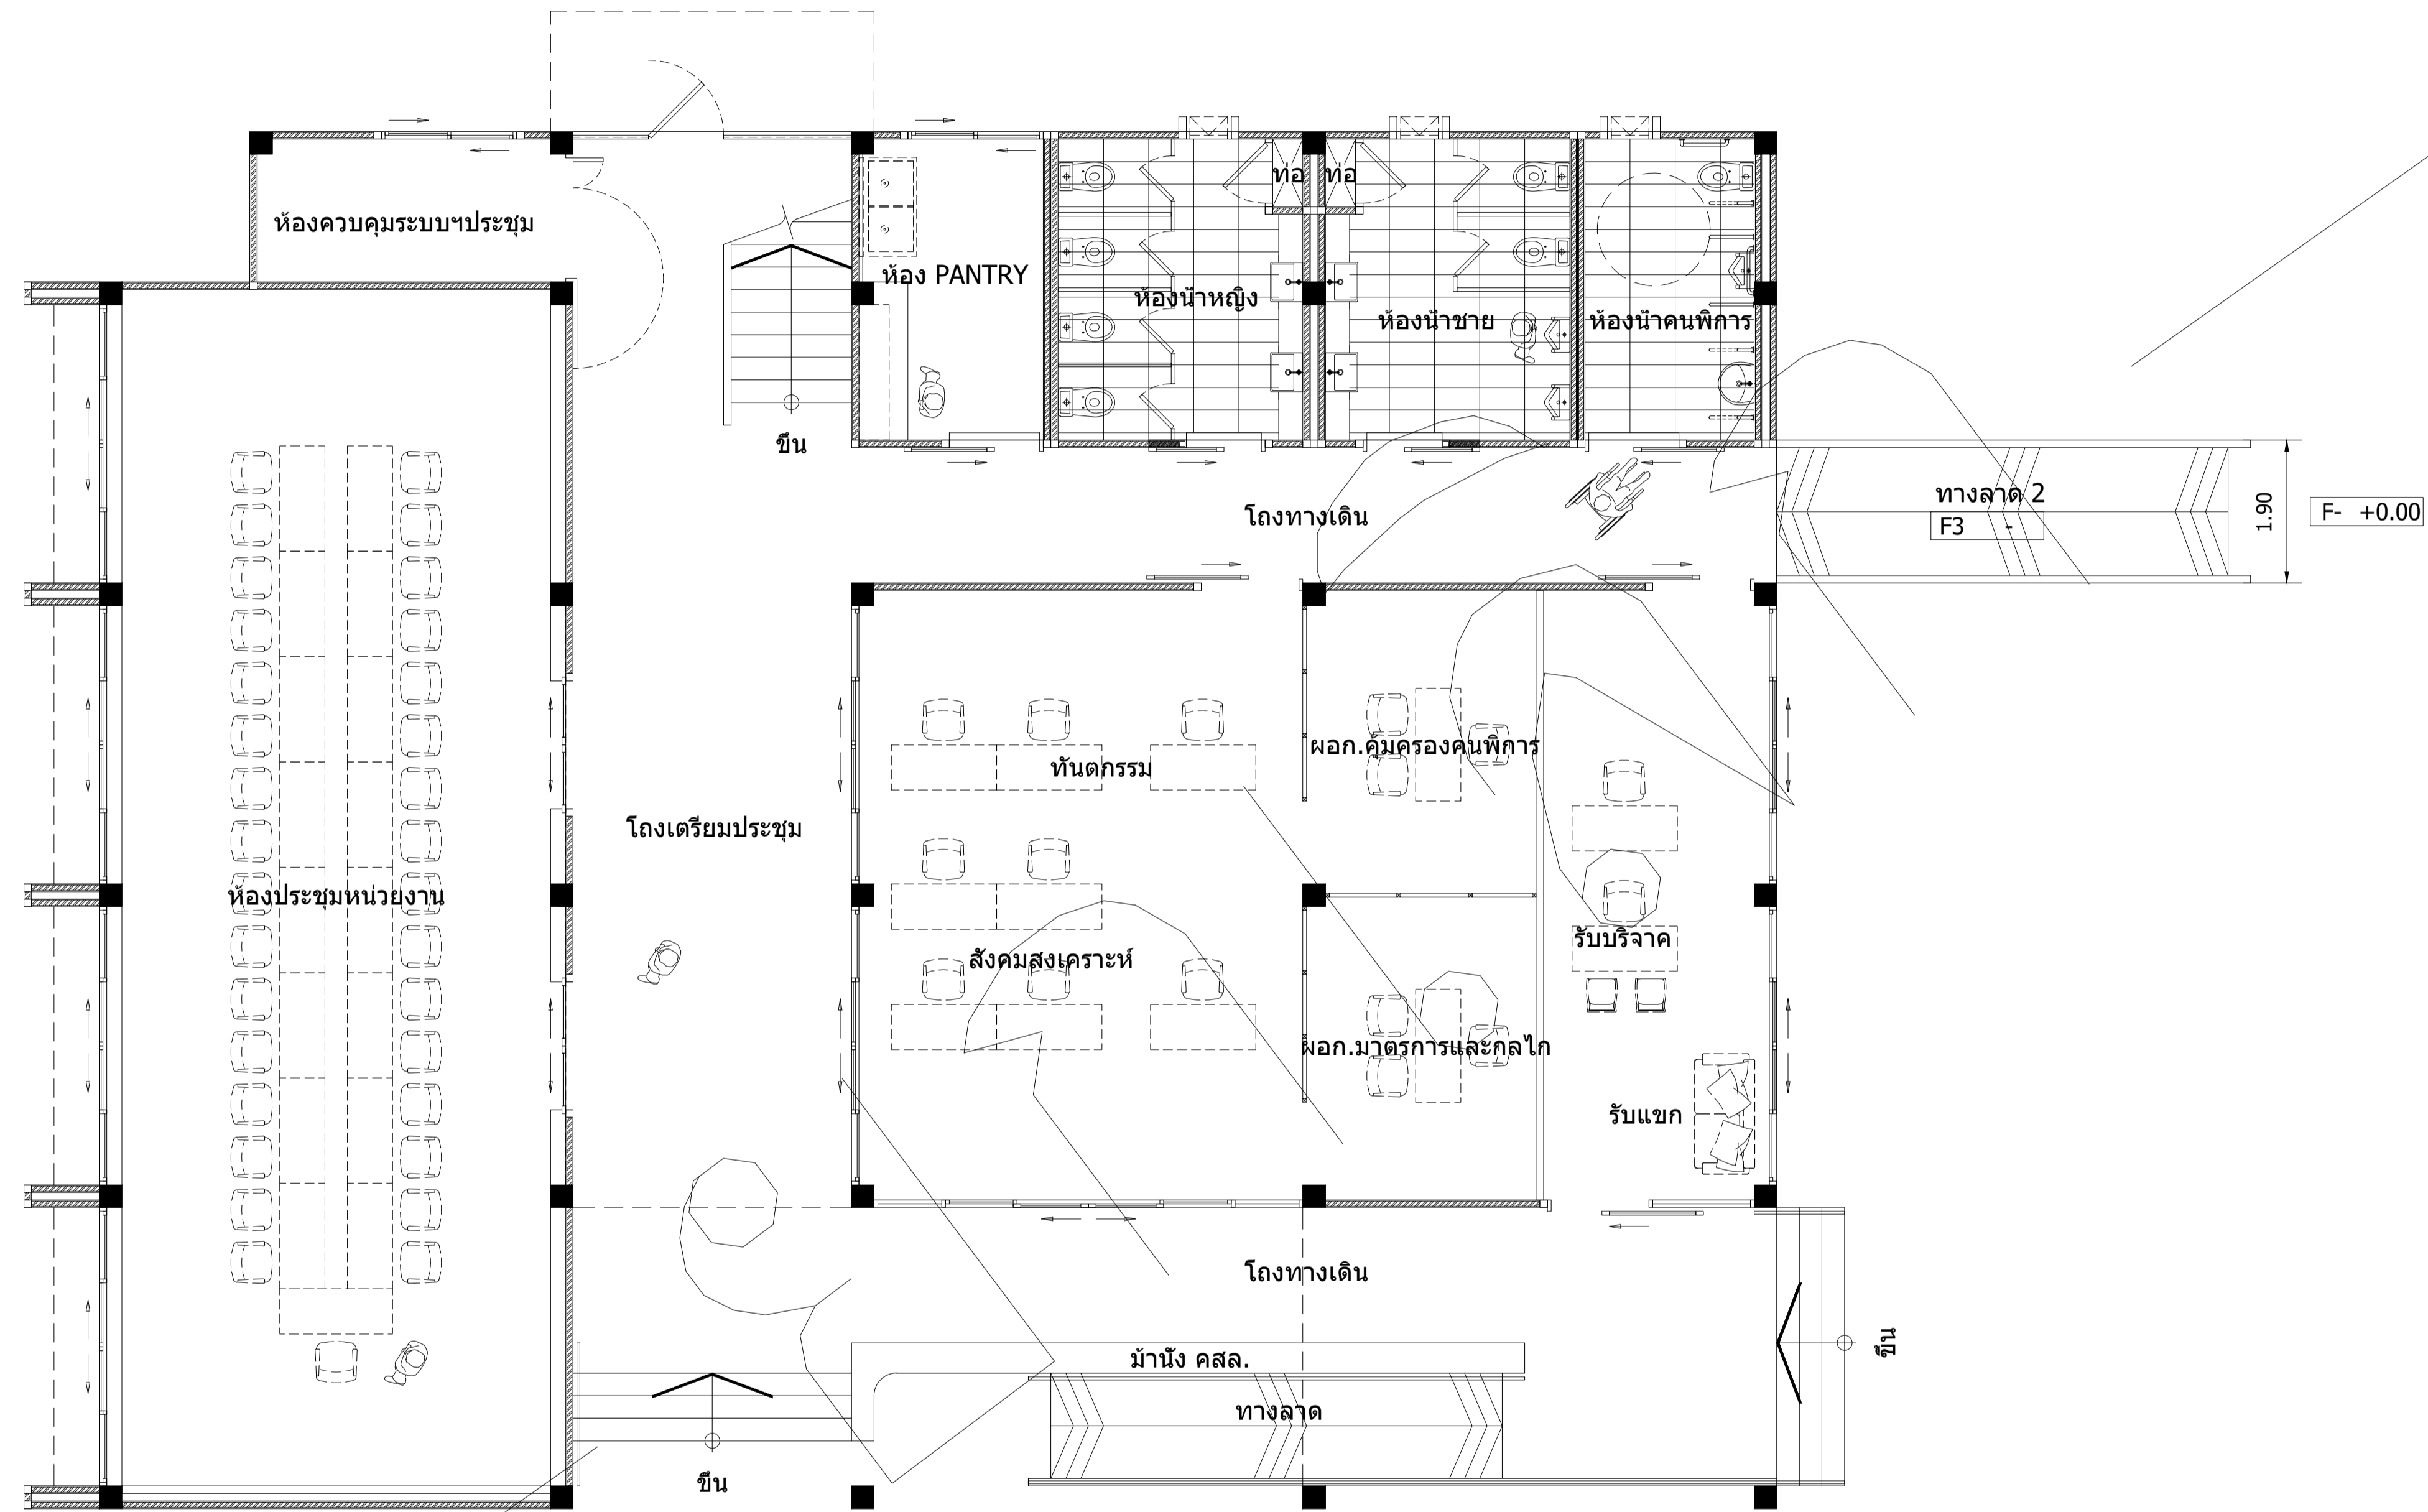 ท่อ
ท่อ
ห้องควบคุมระบบฯประชุม
ห้อง PANTRY
ห้องน้ำหญิง
ห้องน้ำชาย
ห้องน้ำคนพิการ
ขึ้น
ทางลาด 2
F3 -
1.90
F- +0.00
โถงทางเดิน
ผอก.คุ้มครองคนพิการ
ทันตกรรม
โถงเตรียมประชุม
ห้องประชุมหน่วยงาน
รับบริจาค
สังคมสงเคราะห์
ผอก.มาตรการและกลไก
รับแขก
โถงทางเดิน
ขึ้น
ม้านั่ง คสล.
ทางลาด
ขึ้น